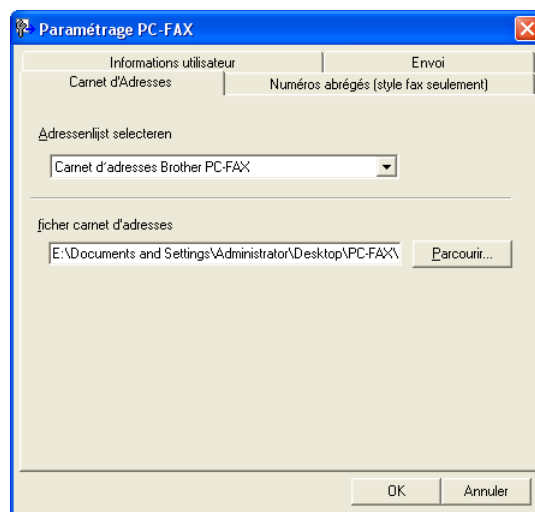 Paramétrage PC-FAX
Informations utilisateur
Envoi
Carnet d'Adresses
Numéros abrégés (style fax seulement)
Adressenlijst selecteren
Carnet d'adresses Brother PC-FAX
ficher carnet d'adresses
E:\Documents and Settings\Administrator\Desktop\PC-FAX\
Parcourir...
OK
Annuler